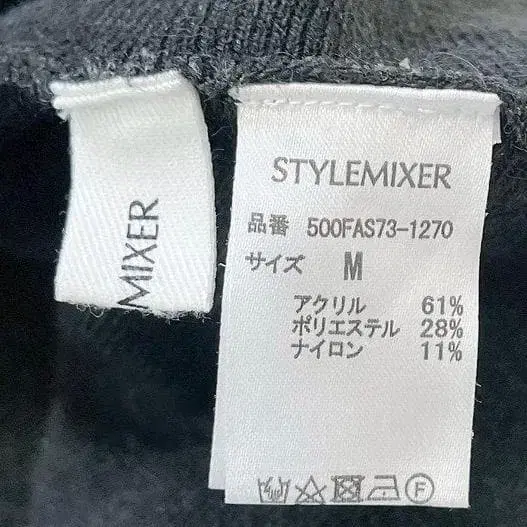 MIXER
STYLEMIXER
品番 500FAS73-1270
サイズ M
アクリル 61%
ポリエステル 28%
ナイロン 11%
F